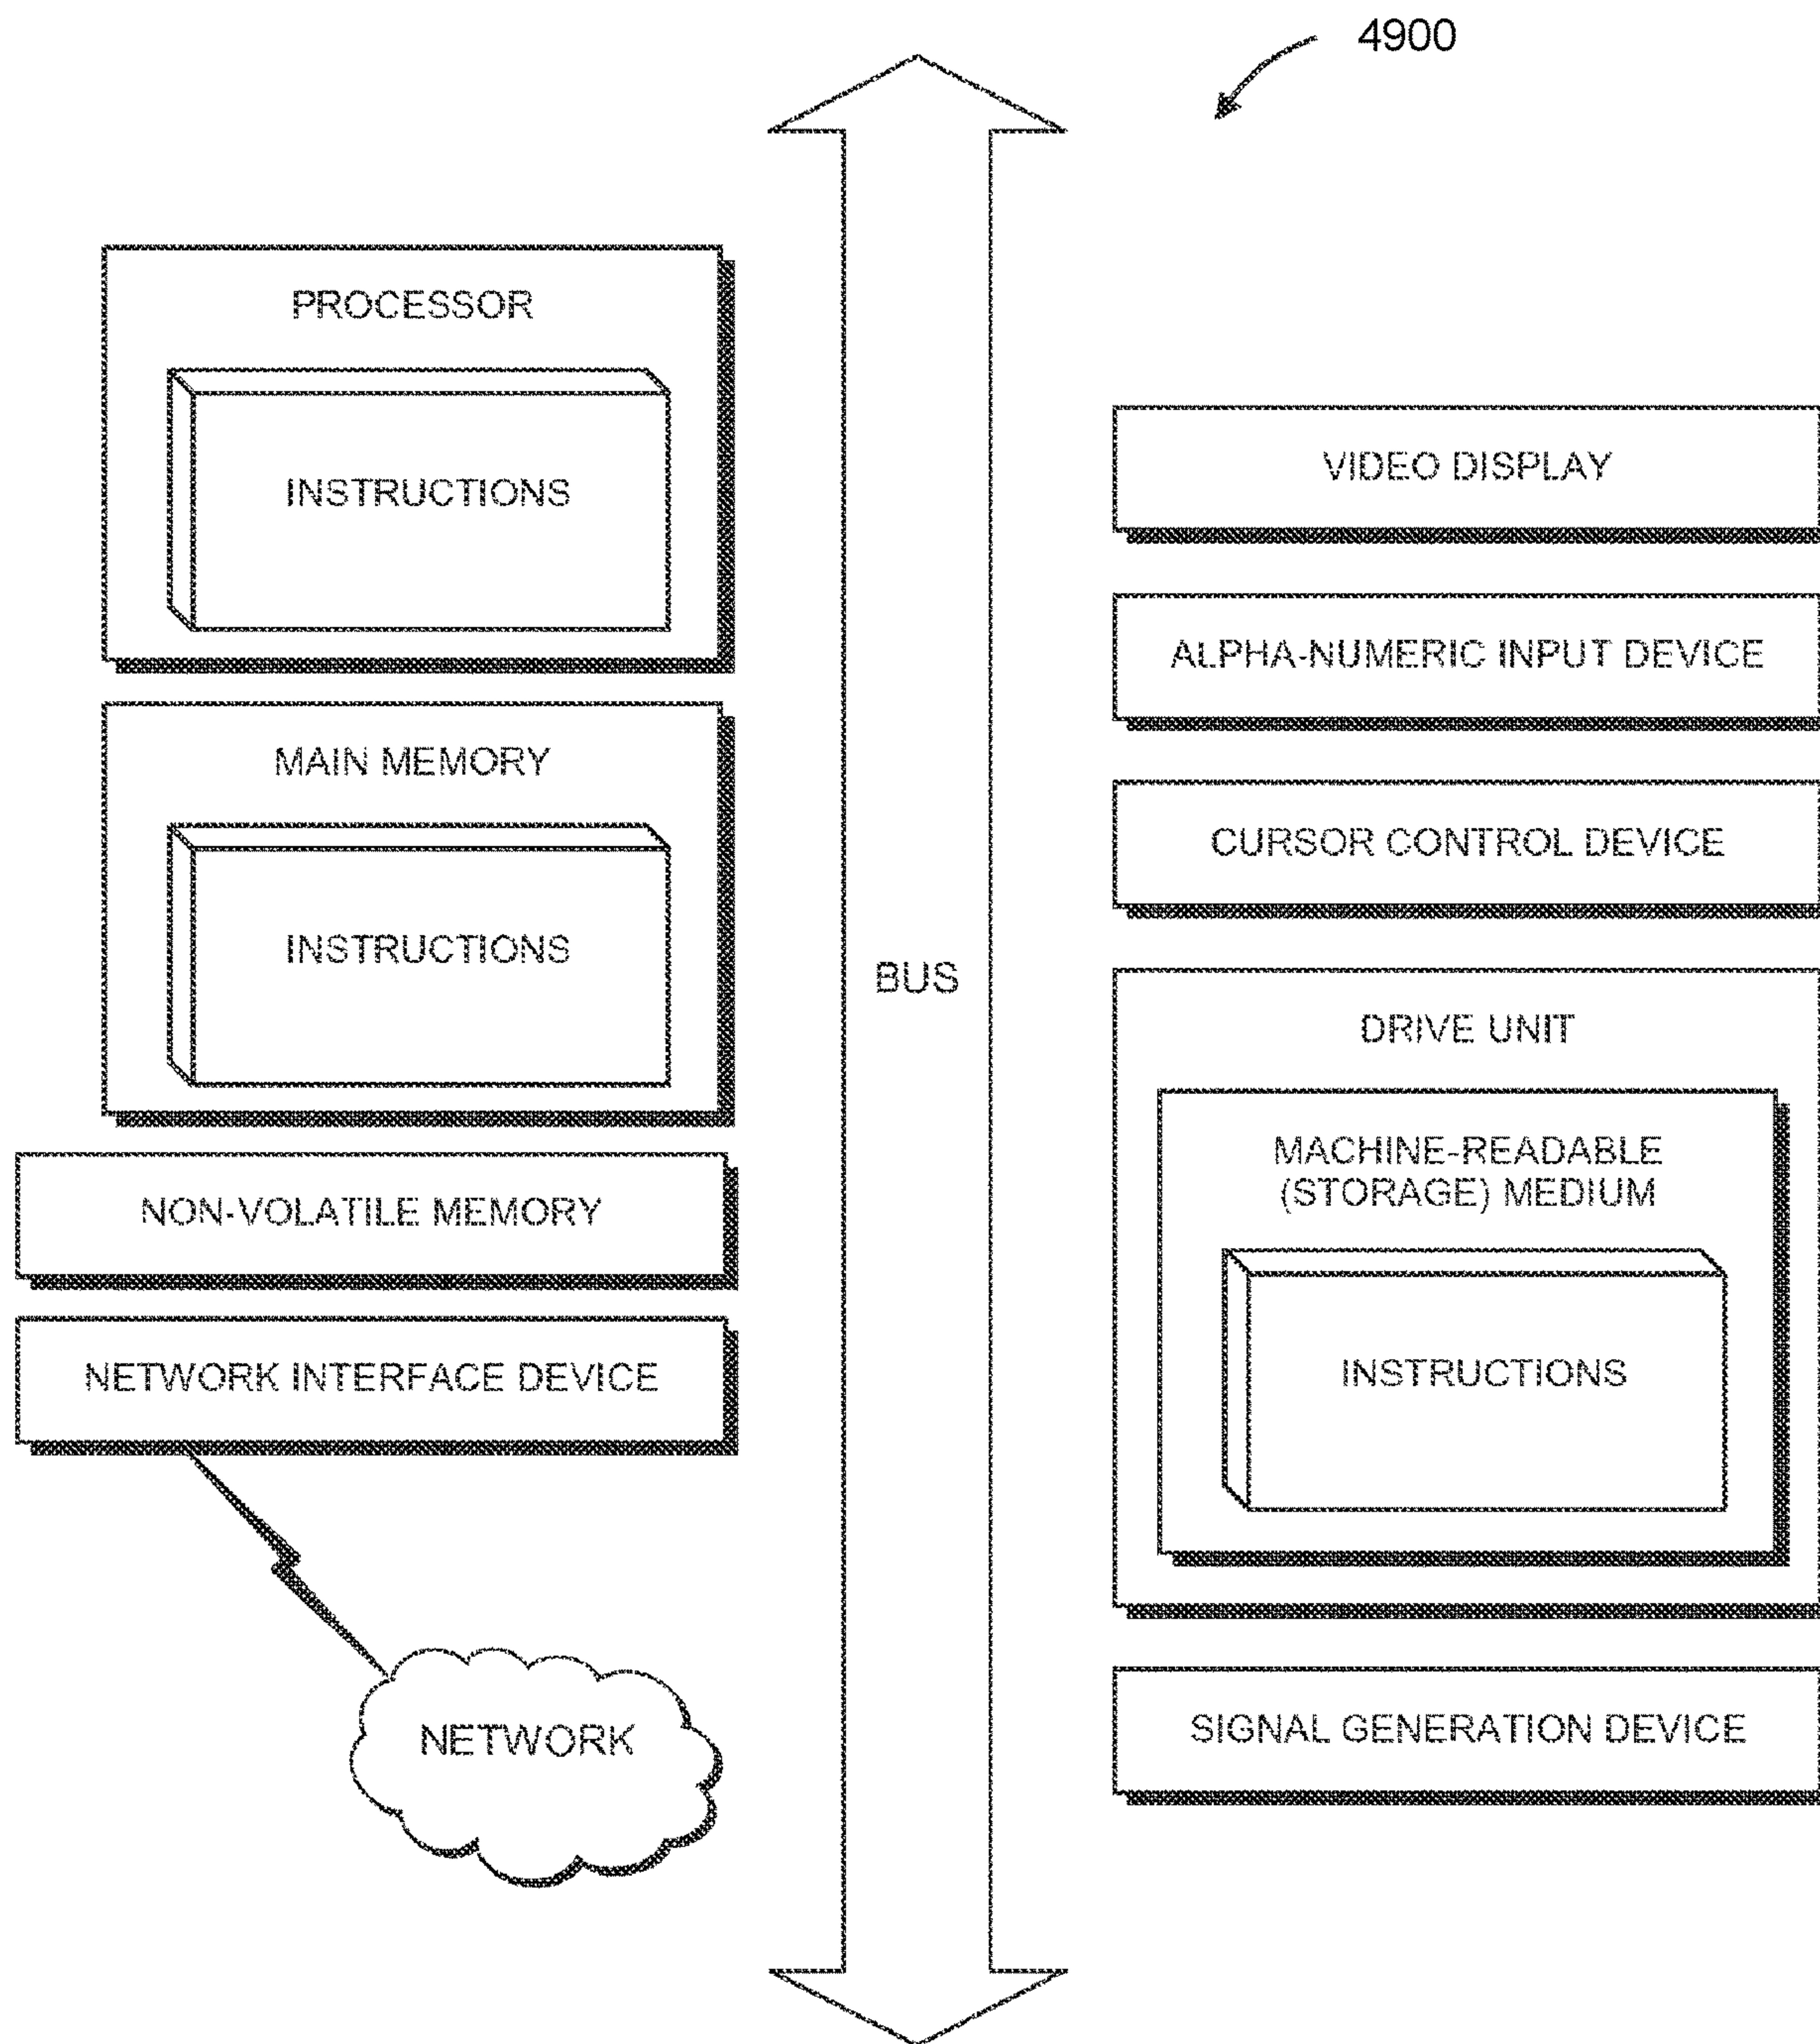 4900
PROCESSOR
INSTRUCTIONS
MAIN MEMORY
INSTRUCTIONS
NON-VOLATILE MEMORY
NETWORK INTERFACE DEVICE
NETWORK
BUS
VIDEO DISPLAY
ALPHA-NUMERIC INPUT DEVICE
CURSOR CONTROL DEVICE
DRIVE UNIT
MACHINE-READABLE
(STORAGE) MEDIUM
INSTRUCTIONS
SIGNAL GENERATION DEVICE